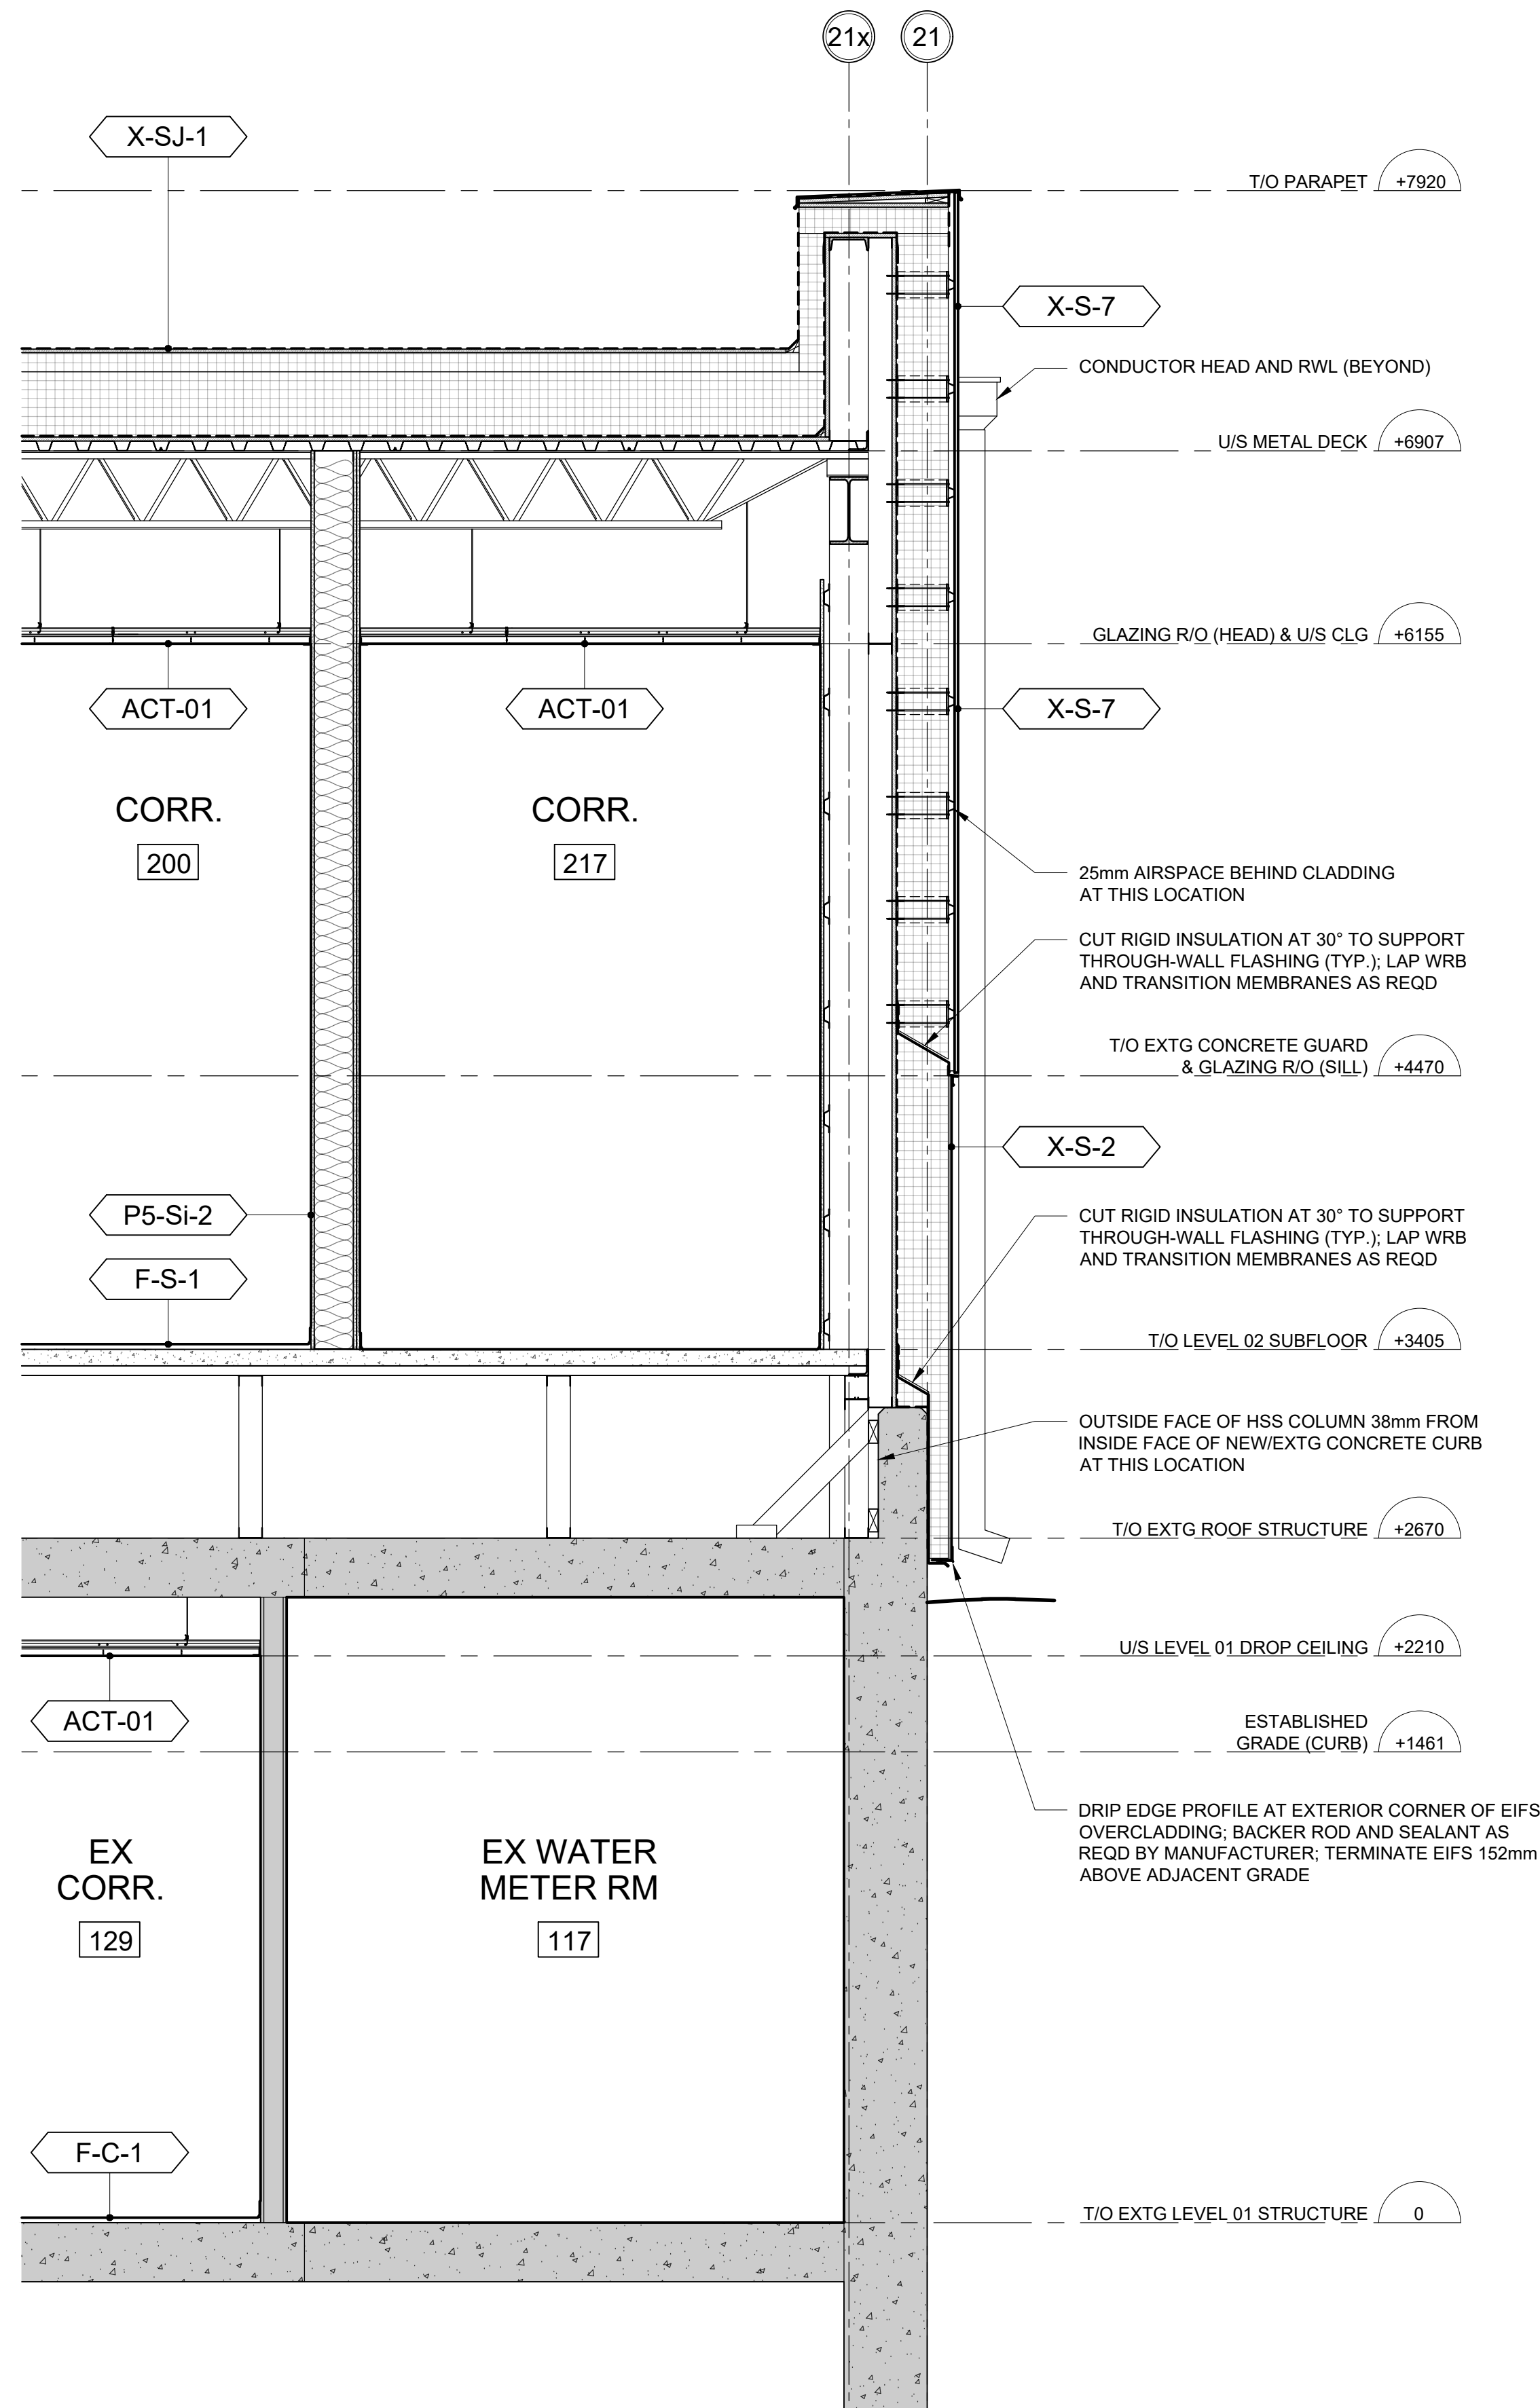 21x
21
X-SJ-1
T/O PARAPET +7920
X-S-7
CONDUCTOR HEAD AND RWL (BEYOND)
U/S METAL DECK +6907
GLAZING R/O (HEAD) & U/S CLG +6155
ACT-01
ACT-01
X-S-7
CORR.
200
CORR.
217
25mm AIRSPACE BEHIND CLADDING
AT THIS LOCATION
CUT RIGID INSULATION AT 30° TO SUPPORT
THROUGH-WALL FLASHING (TYP.); LAP WRB
AND TRANSITION MEMBRANES AS REQD
T/O EXTG CONCRETE GUARD
& GLAZING R/O (SILL) +4470
X-S-2
P5-Si-2
CUT RIGID INSULATION AT 30° TO SUPPORT
THROUGH-WALL FLASHING (TYP.); LAP WRB
AND TRANSITION MEMBRANES AS REQD
F-S-1
T/O LEVEL 02 SUBFLOOR +3405
OUTSIDE FACE OF HSS COLUMN 38mm FROM
INSIDE FACE OF NEW/EXTG CONCRETE CURB
AT THIS LOCATION
T/O EXTG ROOF STRUCTURE +2670
U/S LEVEL 01 DROP CEILING +2210
ACT-01
ESTABLISHED
GRADE (CURB) +1461
DRIP EDGE PROFILE AT EXTERIOR CORNER OF EIFS
OVERCLADDING; BACKER ROD AND SEALANT AS
REQD BY MANUFACTURER; TERMINATE EIFS 152mm
ABOVE ADJACENT GRADE
EX
CORR.
129
EX WATER
METER RM
117
F-C-1
T/O EXTG LEVEL 01 STRUCTURE 0